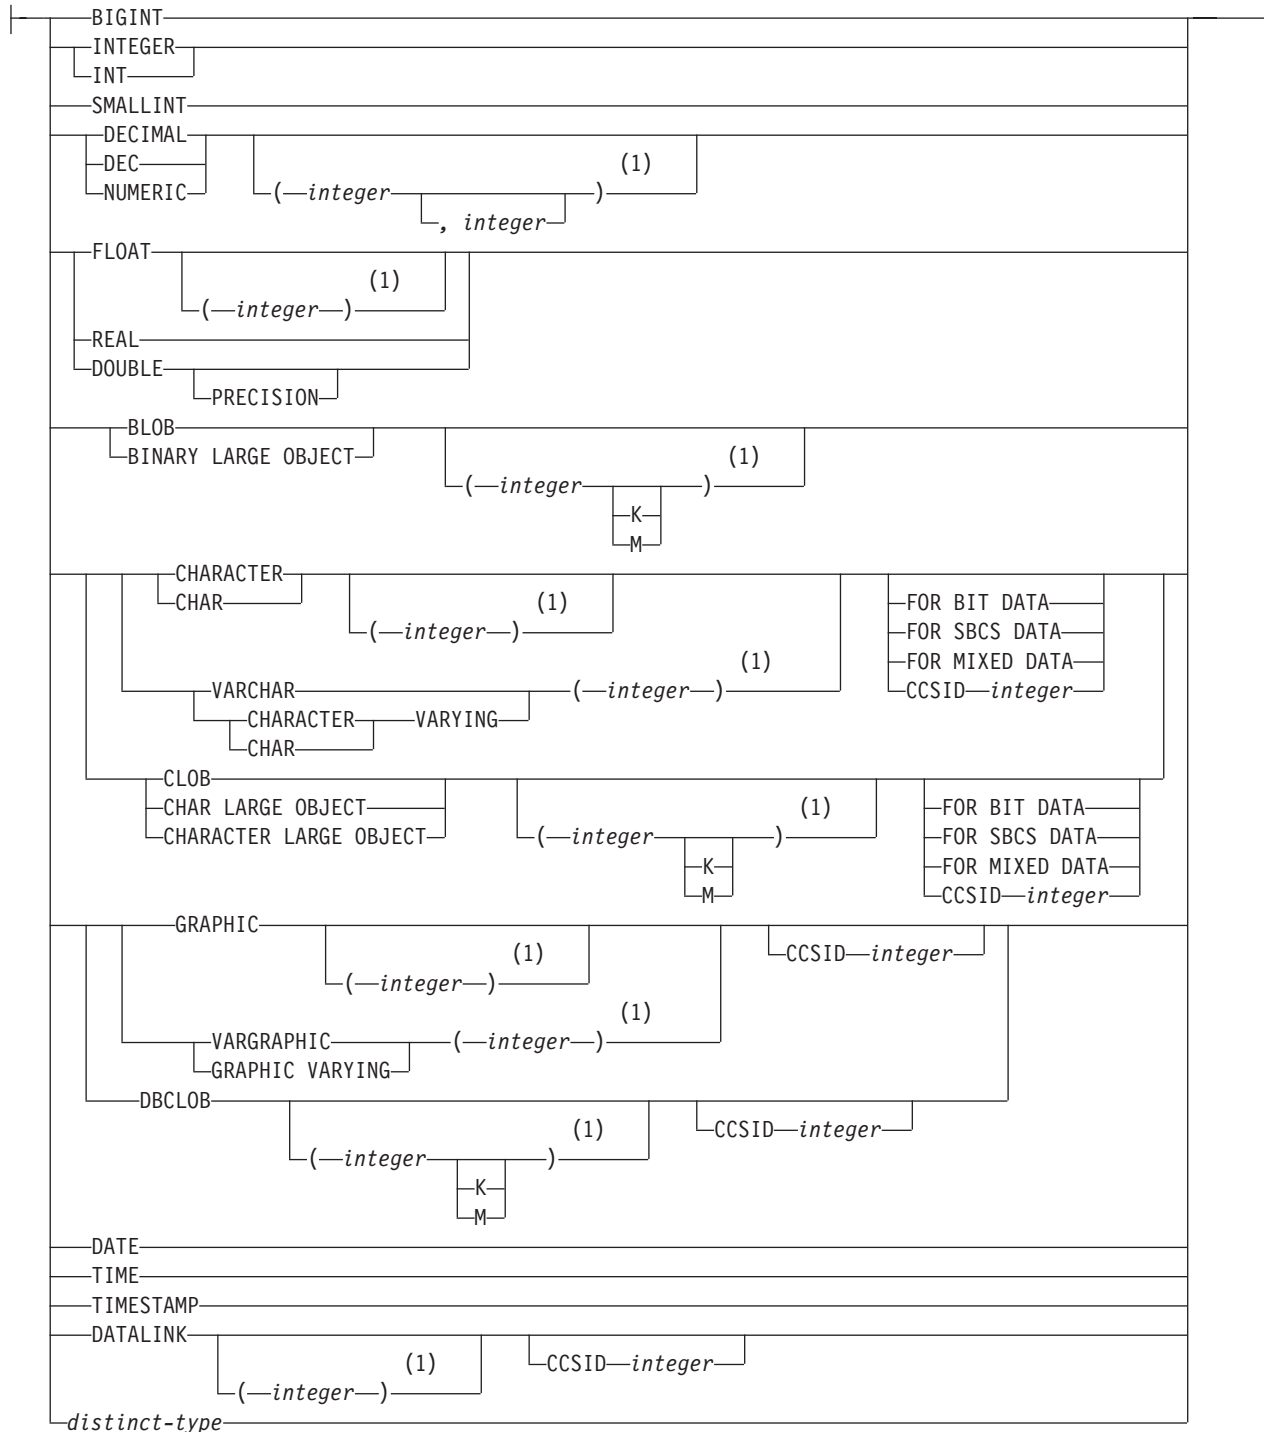 BIGINT
INTEGER
INT
SMALLINT
DECIMAL
DEC (1)
NUMERIC ( integer )
, integer
FLOAT
(1)
( integer )
REAL
DOUBLE
PRECISION
BLOB
BINARY LARGE OBJECT (1)
( integer )
K
M
CHARACTER
CHAR (1) FOR BIT DATA
( integer ) FOR SBCS DATA
(1) FOR MIXED DATA
VARCHAR ( integer ) CCSID integer
CHARACTER VARYING
CHAR
CLOB
CHAR LARGE OBJECT (1) FOR BIT DATA
CHARACTER LARGE OBJECT ( integer ) FOR SBCS DATA
K FOR MIXED DATA
M CCSID integer
GRAPHIC
(1) CCSID integer
( integer )
(1)
VARGRAPHIC ( integer )
GRAPHIC VARYING
DBCLOB
(1) CCSID integer
( integer )
K
M
DATE
TIME
TIMESTAMP
DATALINK
(1) CCSID integer
( integer )
distinct-type